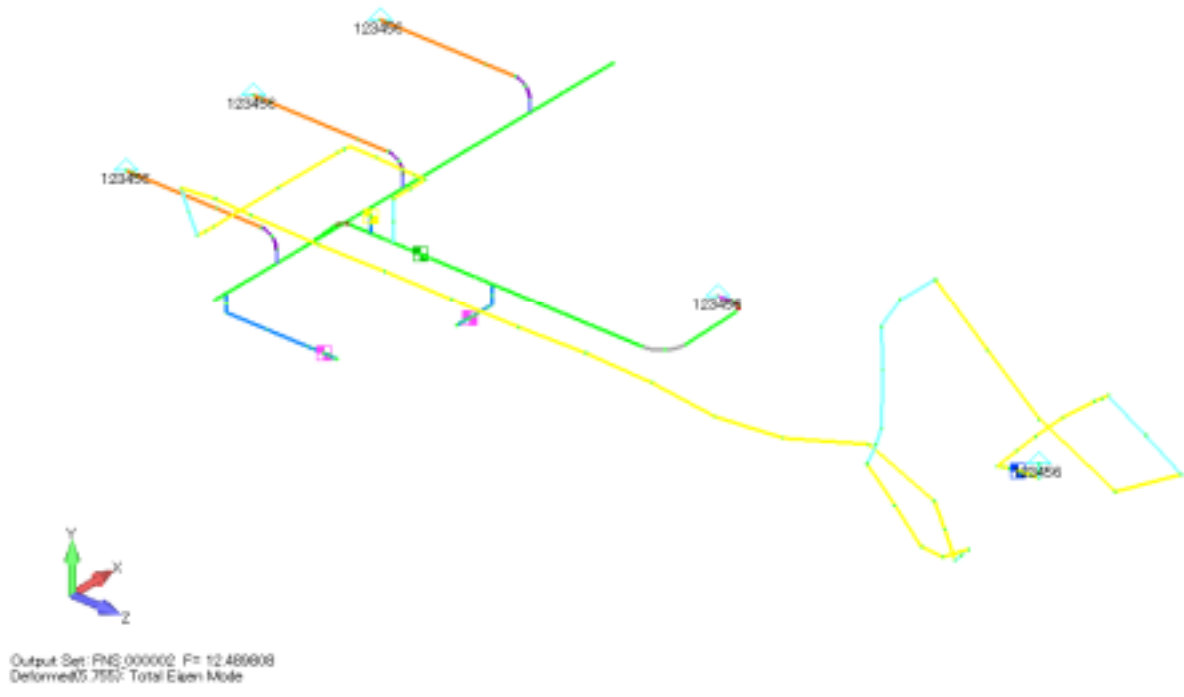 123456
123456
123456
123456
123456
Y
X
Z
Output Set: FNS_000002 F= 12.489808
Deformed(5.755): Total Eigen Mode